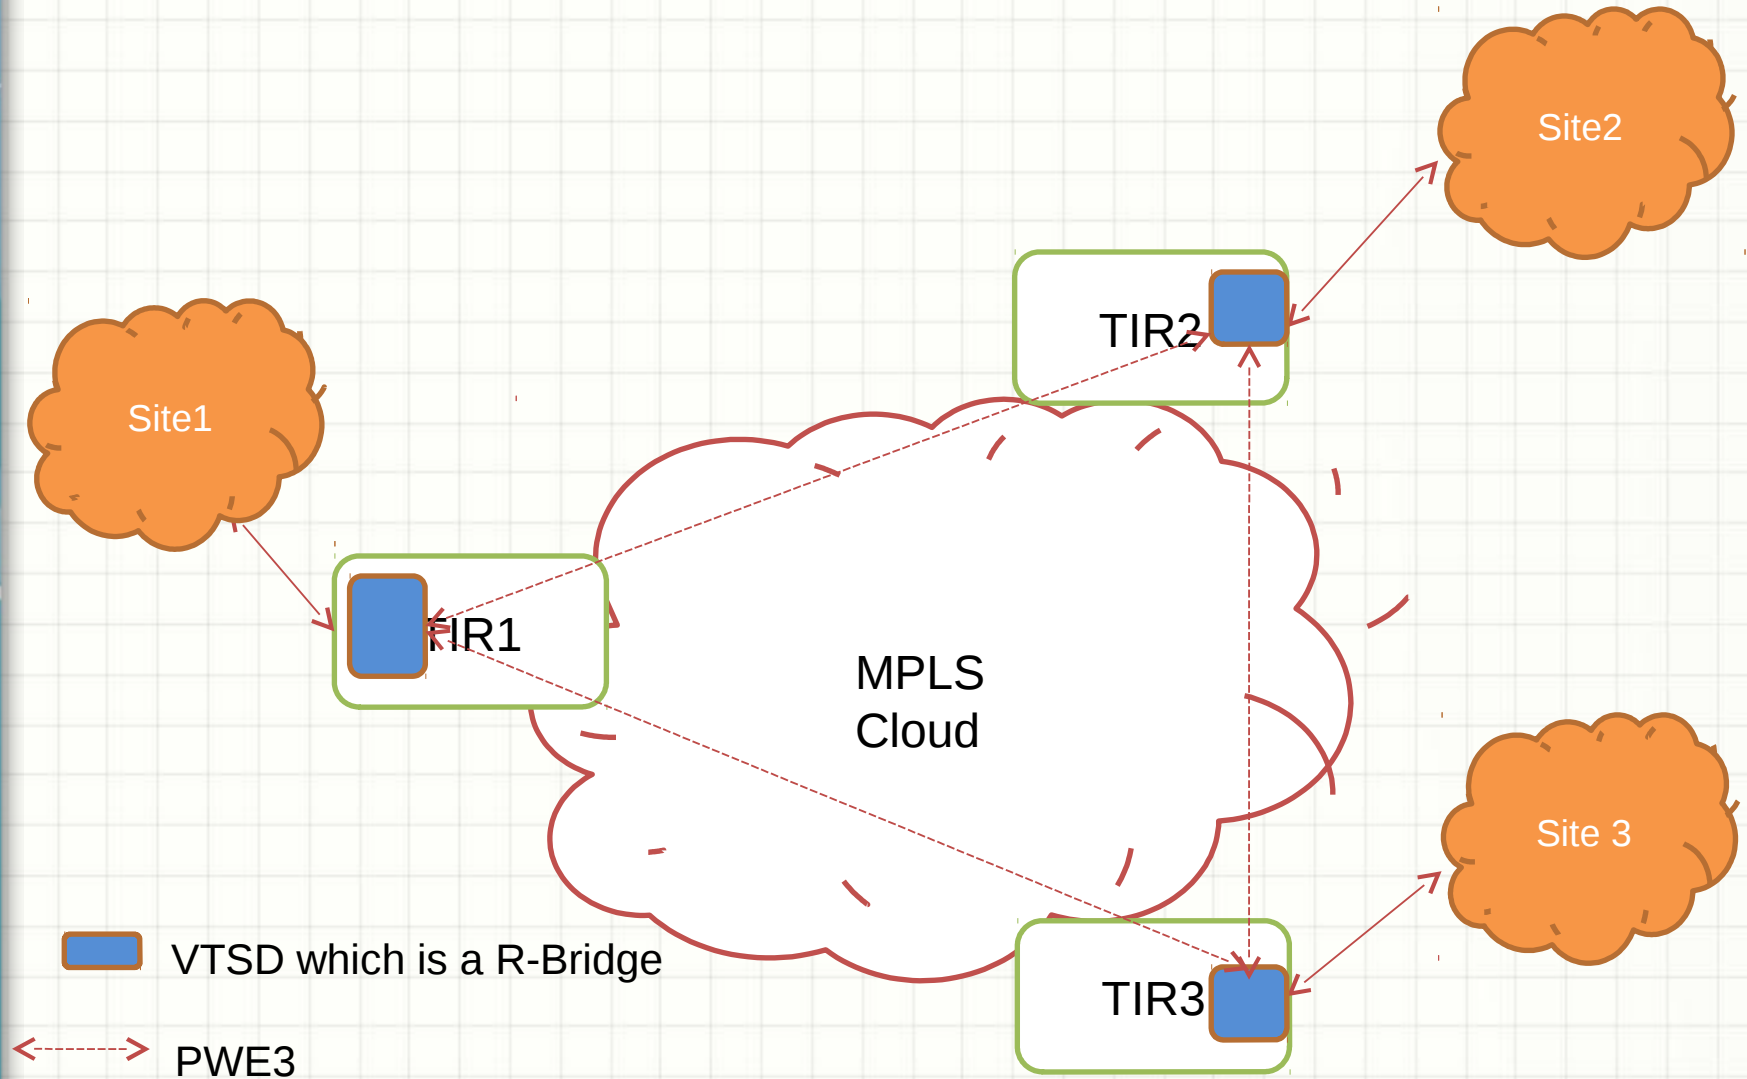 Site2
TIR2
Site1
TIR1
MPLS
Cloud
Site 3
VTSD which is a R-Bridge
TIR3
PWE3